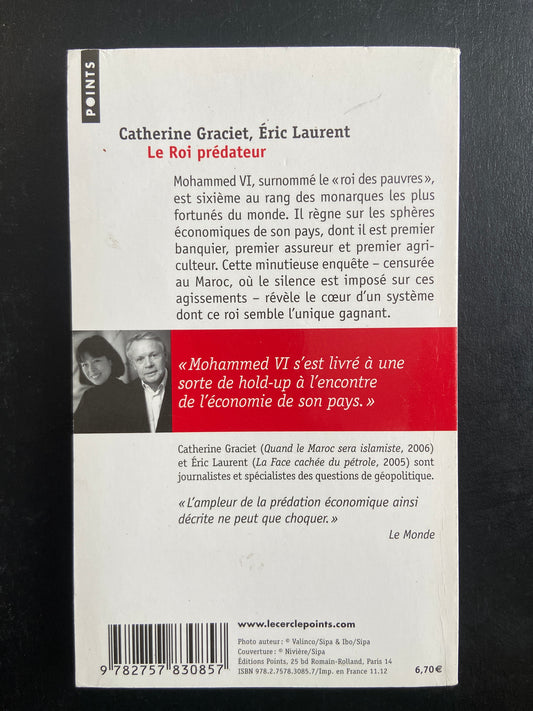 POINTS
Catherine Graciet, Éric Laurent
Le Roi prédateur
Mohammed VI, surnommé le « roi des pauvres »,
est sixième au rang des monarques les plus
fortunés du monde. Il règne sur les sphères
économiques de son pays, dont il est premier
banquier, premier assureur et premier agri-
culteur. Cette minutieuse enquête – censurée
au Maroc, où le silence est imposé sur ces
agissements – révèle le cœur d'un système
dont ce roi semble l'unique gagnant.
« Mohammed VI s'est livré à une
sorte de hold-up à l'encontre
de l'économie de son pays. »
Catherine Graciet (Quand le Maroc sera islamiste, 2006)
et Éric Laurent (La Face cachée du pétrole, 2005) sont
journalistes et spécialistes des questions de géopolitique.
« L'ampleur de la prédation économique ainsi
décrite ne peut que choquer. »
Le Monde
www.lecerclepoints.com
Photo auteur : © Valinco/Sipa & Ibo/Sipa
Couverture : © Nivière/Sipa
Éditions Points, 25 bd Romain-Rolland, Paris 14
ISBN 978.2.7578.3085.7/Imp. en France 11.12
6,70 €
9 782757 830857